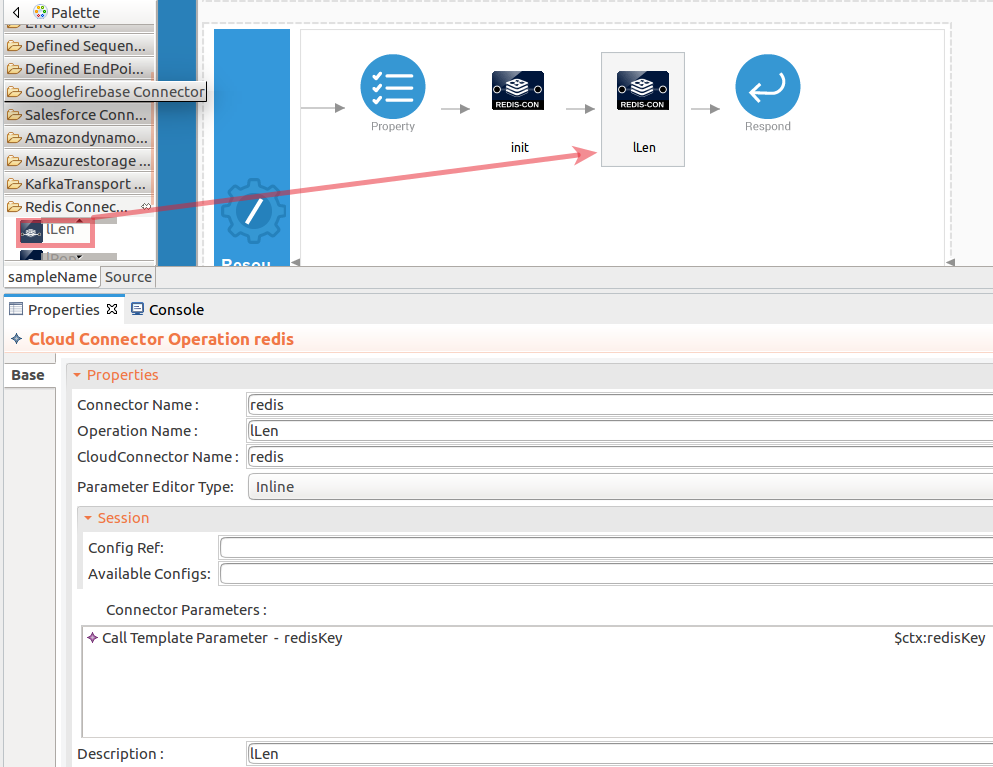 Palette
EndPoints
Defined Sequen...
Defined EndPoi...
Googlefirebase Connector
Salesforce Conn...
Amazondynamo...
Msazurestorage ...
KafkaTransport ...
Redis Connec...
lLen
lPop
Resou
Property
REDIS-CON
init
REDIS-CON
lLen
Respond
sampleName
Source
Properties
Console
Cloud Connector Operation redis
Base
Properties
Connector Name :
redis
Operation Name :
lLen
CloudConnector Name :
redis
Parameter Editor Type:
Inline
Session
Config Ref:
Available Configs:
Connector Parameters :
Call Template Parameter - redisKey
$ctx:redisKey
Description :
lLen